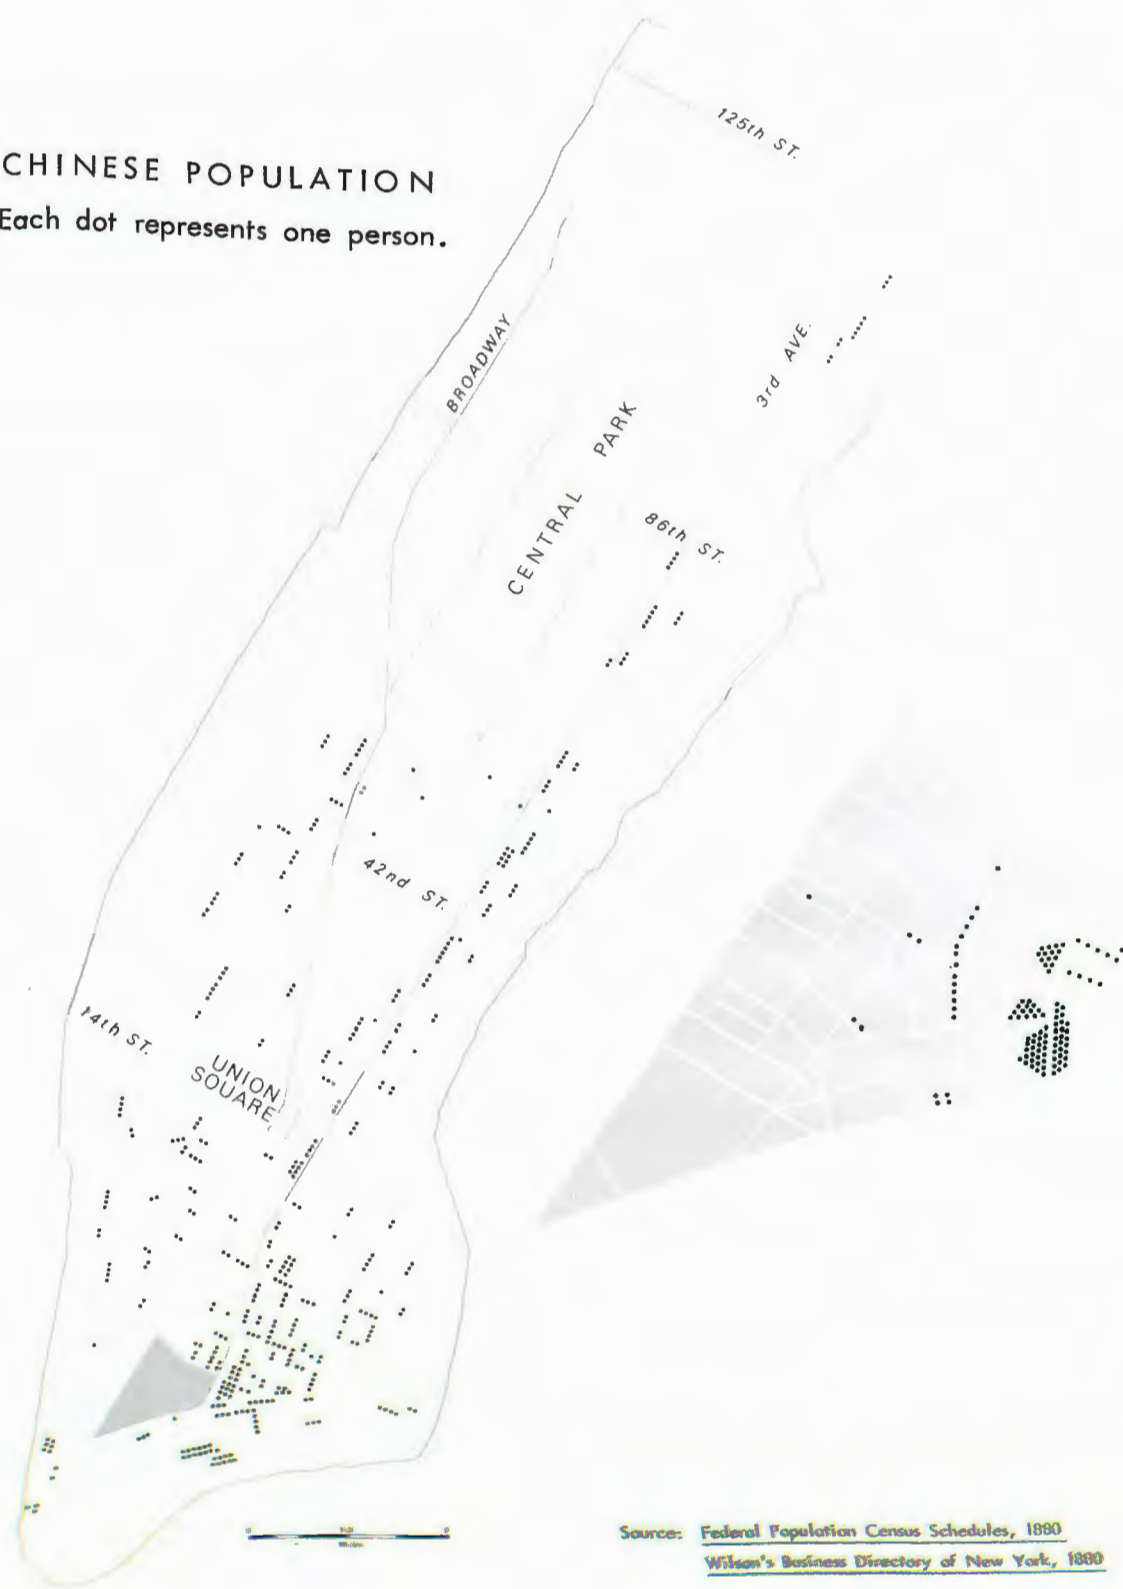 CHINESE POPULATION
Each dot represents one person.
125th ST.
BROADWAY
3rd AVE.
CENTRAL PARK
86th ST.
42nd ST.
14th ST.
UNION
SQUARE
Source: Federal Population Census Schedules, 1880
Wilson's Business Directory of New York, 1880